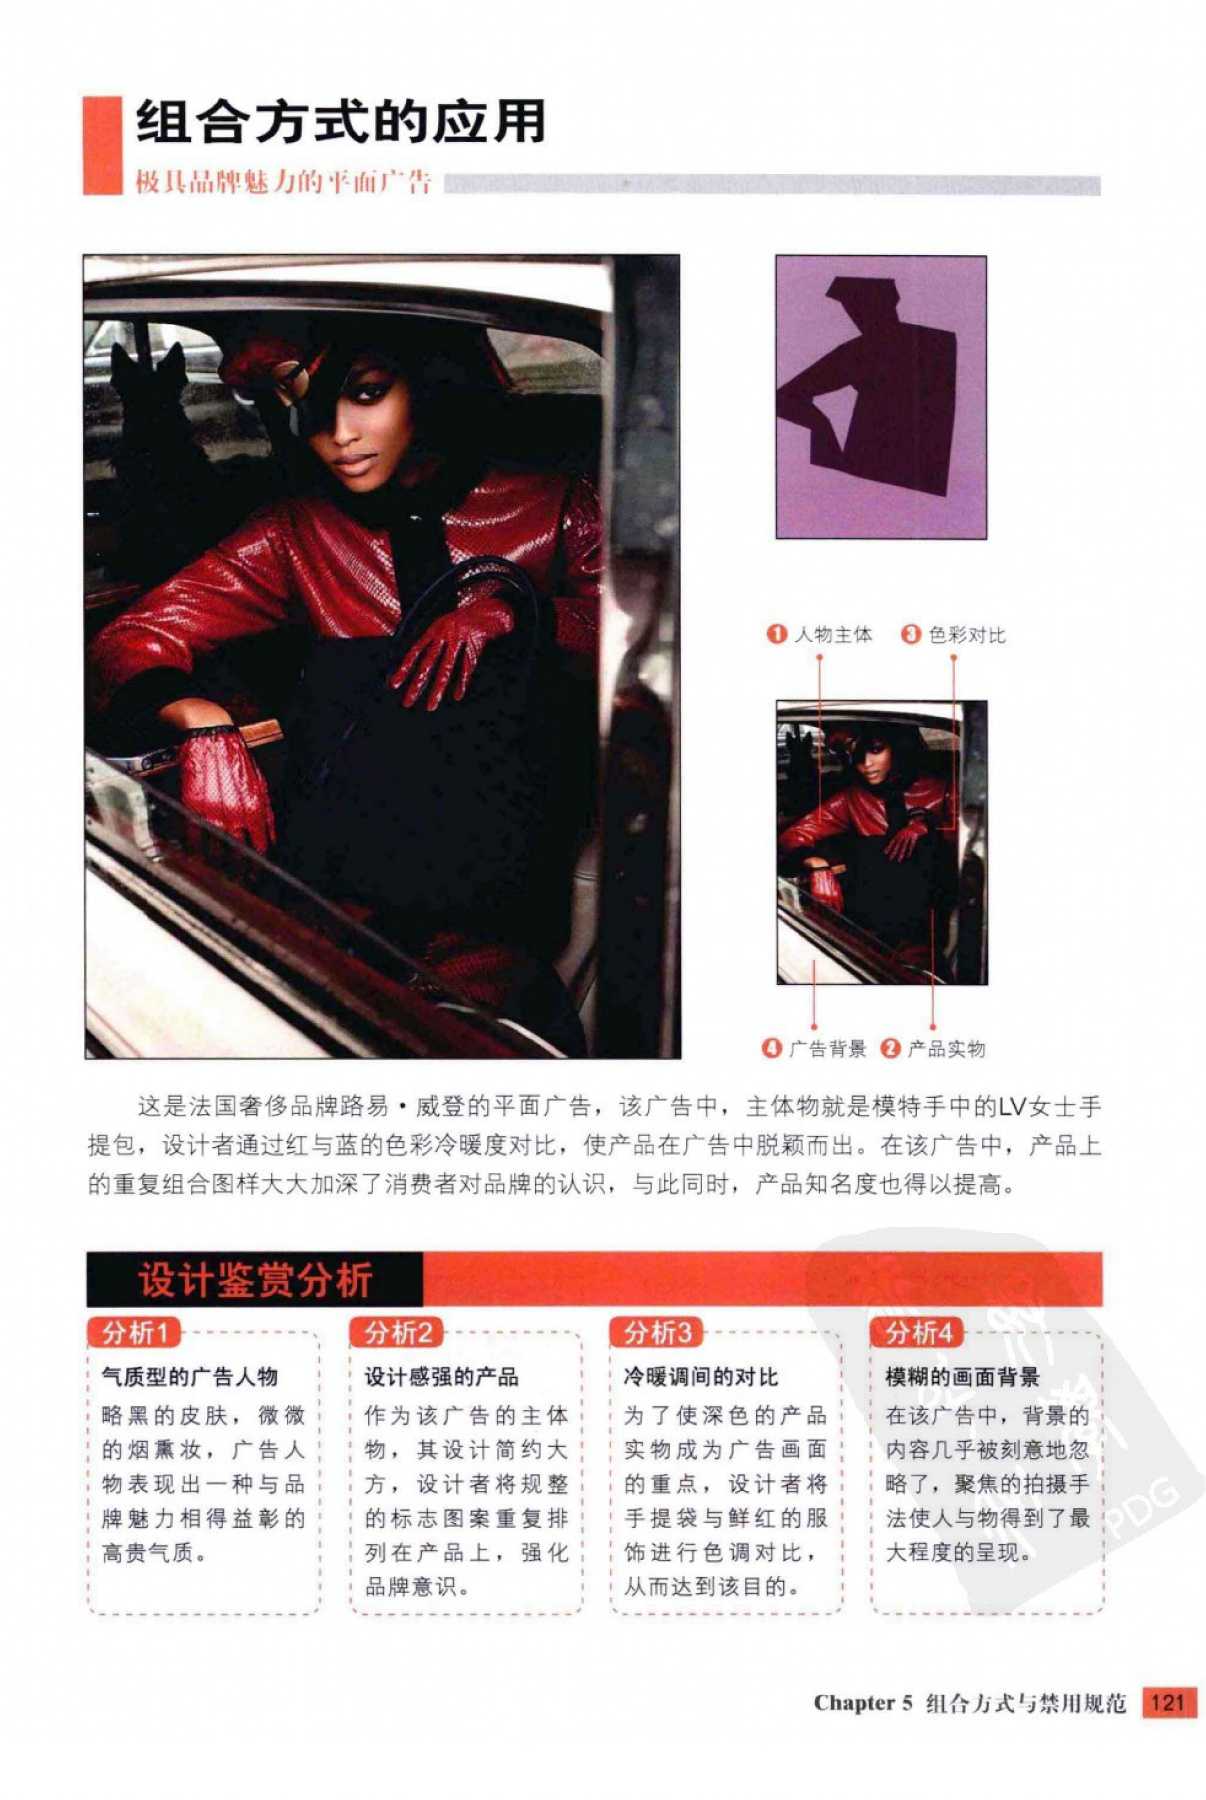 组合方式的应用
极具品牌魅力的平面广告
❶ 人物主体 ❸ 色彩对比
❹ 广告背景 ❷ 产品实物
这是法国奢侈品牌路易·威登的平面广告，该广告中，主体物就是模特手中的LV女士手
提包，设计者通过红与蓝的色彩冷暖度对比，使产品在广告中脱颖而出。在该广告中，产品上
的重复组合图样大大加深了消费者对品牌的认识，与此同时，产品知名度也得以提高。
设计鉴赏分析
分析1
气质型的广告人物
略黑的皮肤，微微
的烟熏妆，广告人
物表现出一种与品
牌魅力相得益彰的
高贵气质。
分析2
设计感强的产品
作为该广告的主体
物，其设计简约大
方，设计者将规整
的标志图案重复排
列在产品上，强化
品牌意识。
分析3
冷暖调间的对比
为了使深色的产品
实物成为广告画面
的重点，设计者将
手提袋与鲜红的服
饰进行色调对比，
从而达到该目的。
分析4
模糊的画面背景
在该广告中，背景的
内容几乎被刻意地忽
略了，聚焦的拍摄手
法使人与物得到了最
大程度的呈现。
PDG
Chapter 5 组合方式与禁用规范 121